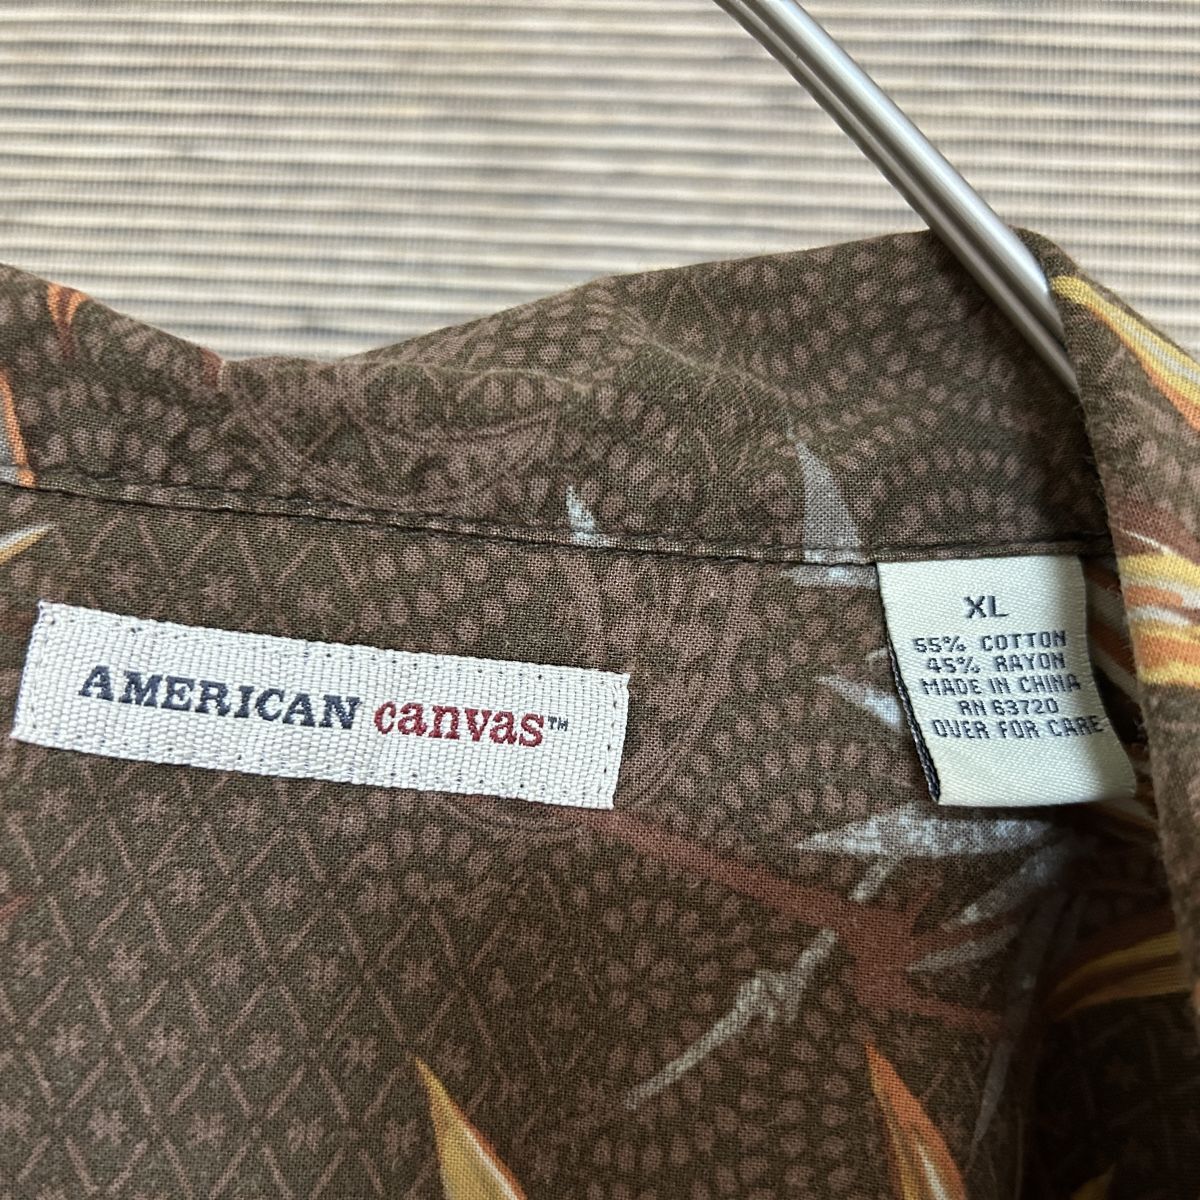 AMERICAN canvas™
XL
55% COTTON
45% RAYON
MADE IN CHINA
RN 63720
OVER FOR CARE